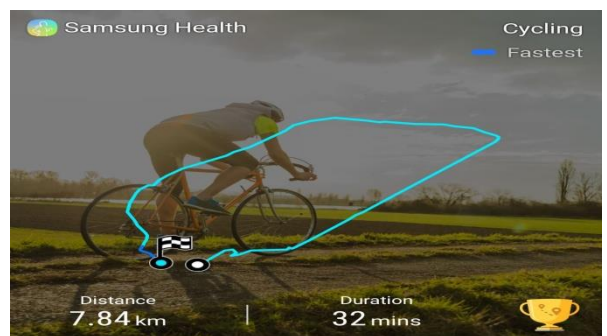 Samsung Health
Cycling
Fastest
Distance
7.84 km
Duration
32 mins